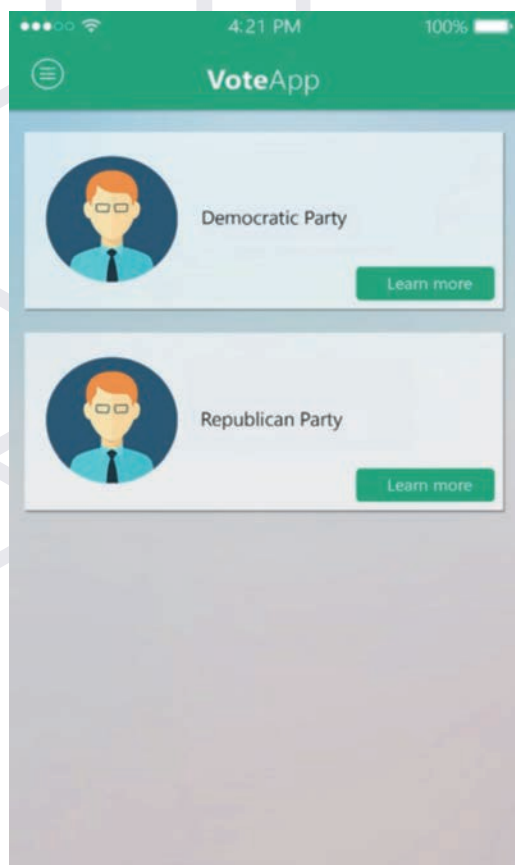 4:21 PM 100%
VoteApp
Democratic Party
Learn more
Republican Party
Learn more